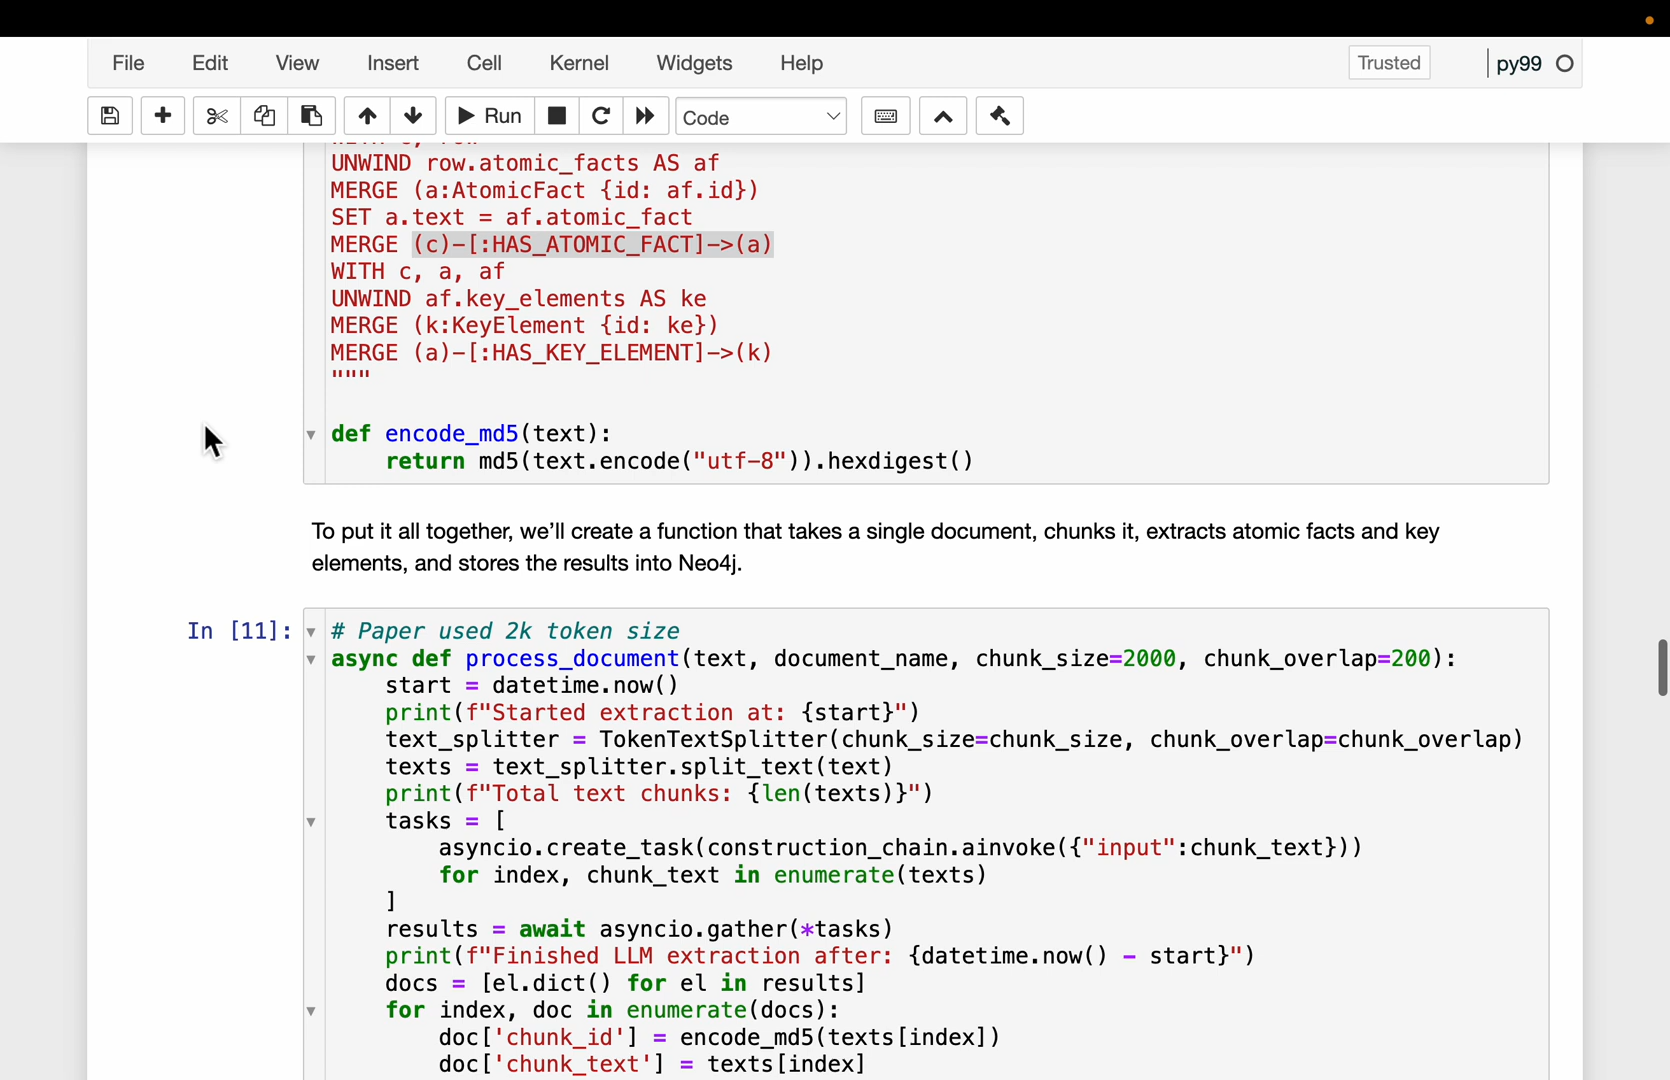 File Edit View Insert Cell Kernel Widgets Help Trusted py99
Run Code
UNWIND row.atomic_facts AS af
MERGE (a:AtomicFact {id: af.id})
SET a.text = af.atomic_fact
MERGE (c)-[:HAS_ATOMIC_FACT]->(a)
WITH c, a, af
UNWIND af.key_elements AS ke
MERGE (k:KeyElement {id: ke})
MERGE (a)-[:HAS_KEY_ELEMENT]->(k)
"""
def encode_md5(text):
    return md5(text.encode("utf-8")).hexdigest()
To put it all together, we’ll create a function that takes a single document, chunks it, extracts atomic facts and key
elements, and stores the results into Neo4j.
In [11]: # Paper used 2k token size
async def process_document(text, document_name, chunk_size=2000, chunk_overlap=200):
    start = datetime.now()
    print(f"Started extraction at: {start}")
    text_splitter = TokenTextSplitter(chunk_size=chunk_size, chunk_overlap=chunk_overlap)
    texts = text_splitter.split_text(text)
    print(f"Total text chunks: {len(texts)}")
    tasks = [
        asyncio.create_task(construction_chain.ainvoke({"input":chunk_text}))
        for index, chunk_text in enumerate(texts)
    ]
    results = await asyncio.gather(*tasks)
    print(f"Finished LLM extraction after: {datetime.now() - start}")
    docs = [el.dict() for el in results]
    for index, doc in enumerate(docs):
        doc['chunk_id'] = encode_md5(texts[index])
        doc['chunk_text'] = texts[index]